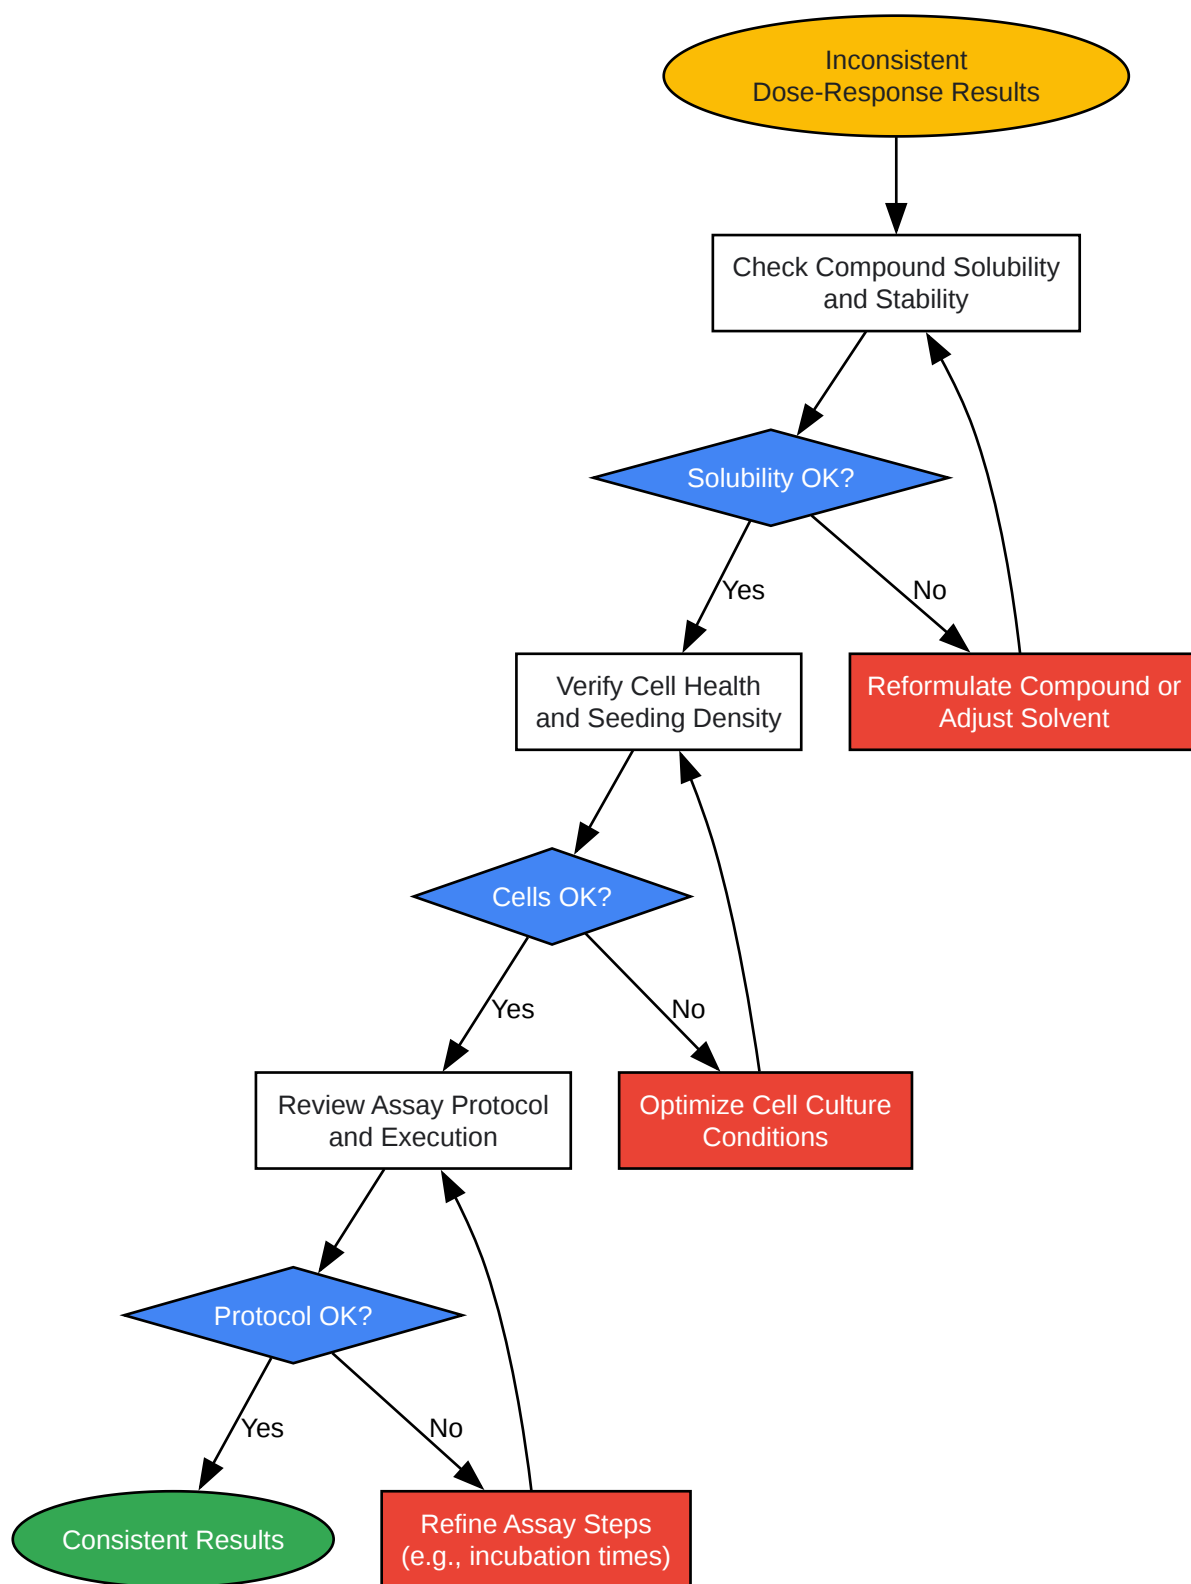 Inconsistent
Dose-Response Results
Check Compound Solubility
and Stability
Solubility OK?
Yes
No
Verify Cell Health
and Seeding Density
Reformulate Compound or
Adjust Solvent
Cells OK?
Yes
No
Review Assay Protocol
and Execution
Optimize Cell Culture
Conditions
Protocol OK?
Yes
No
Consistent Results
Refine Assay Steps
(e.g., incubation times)